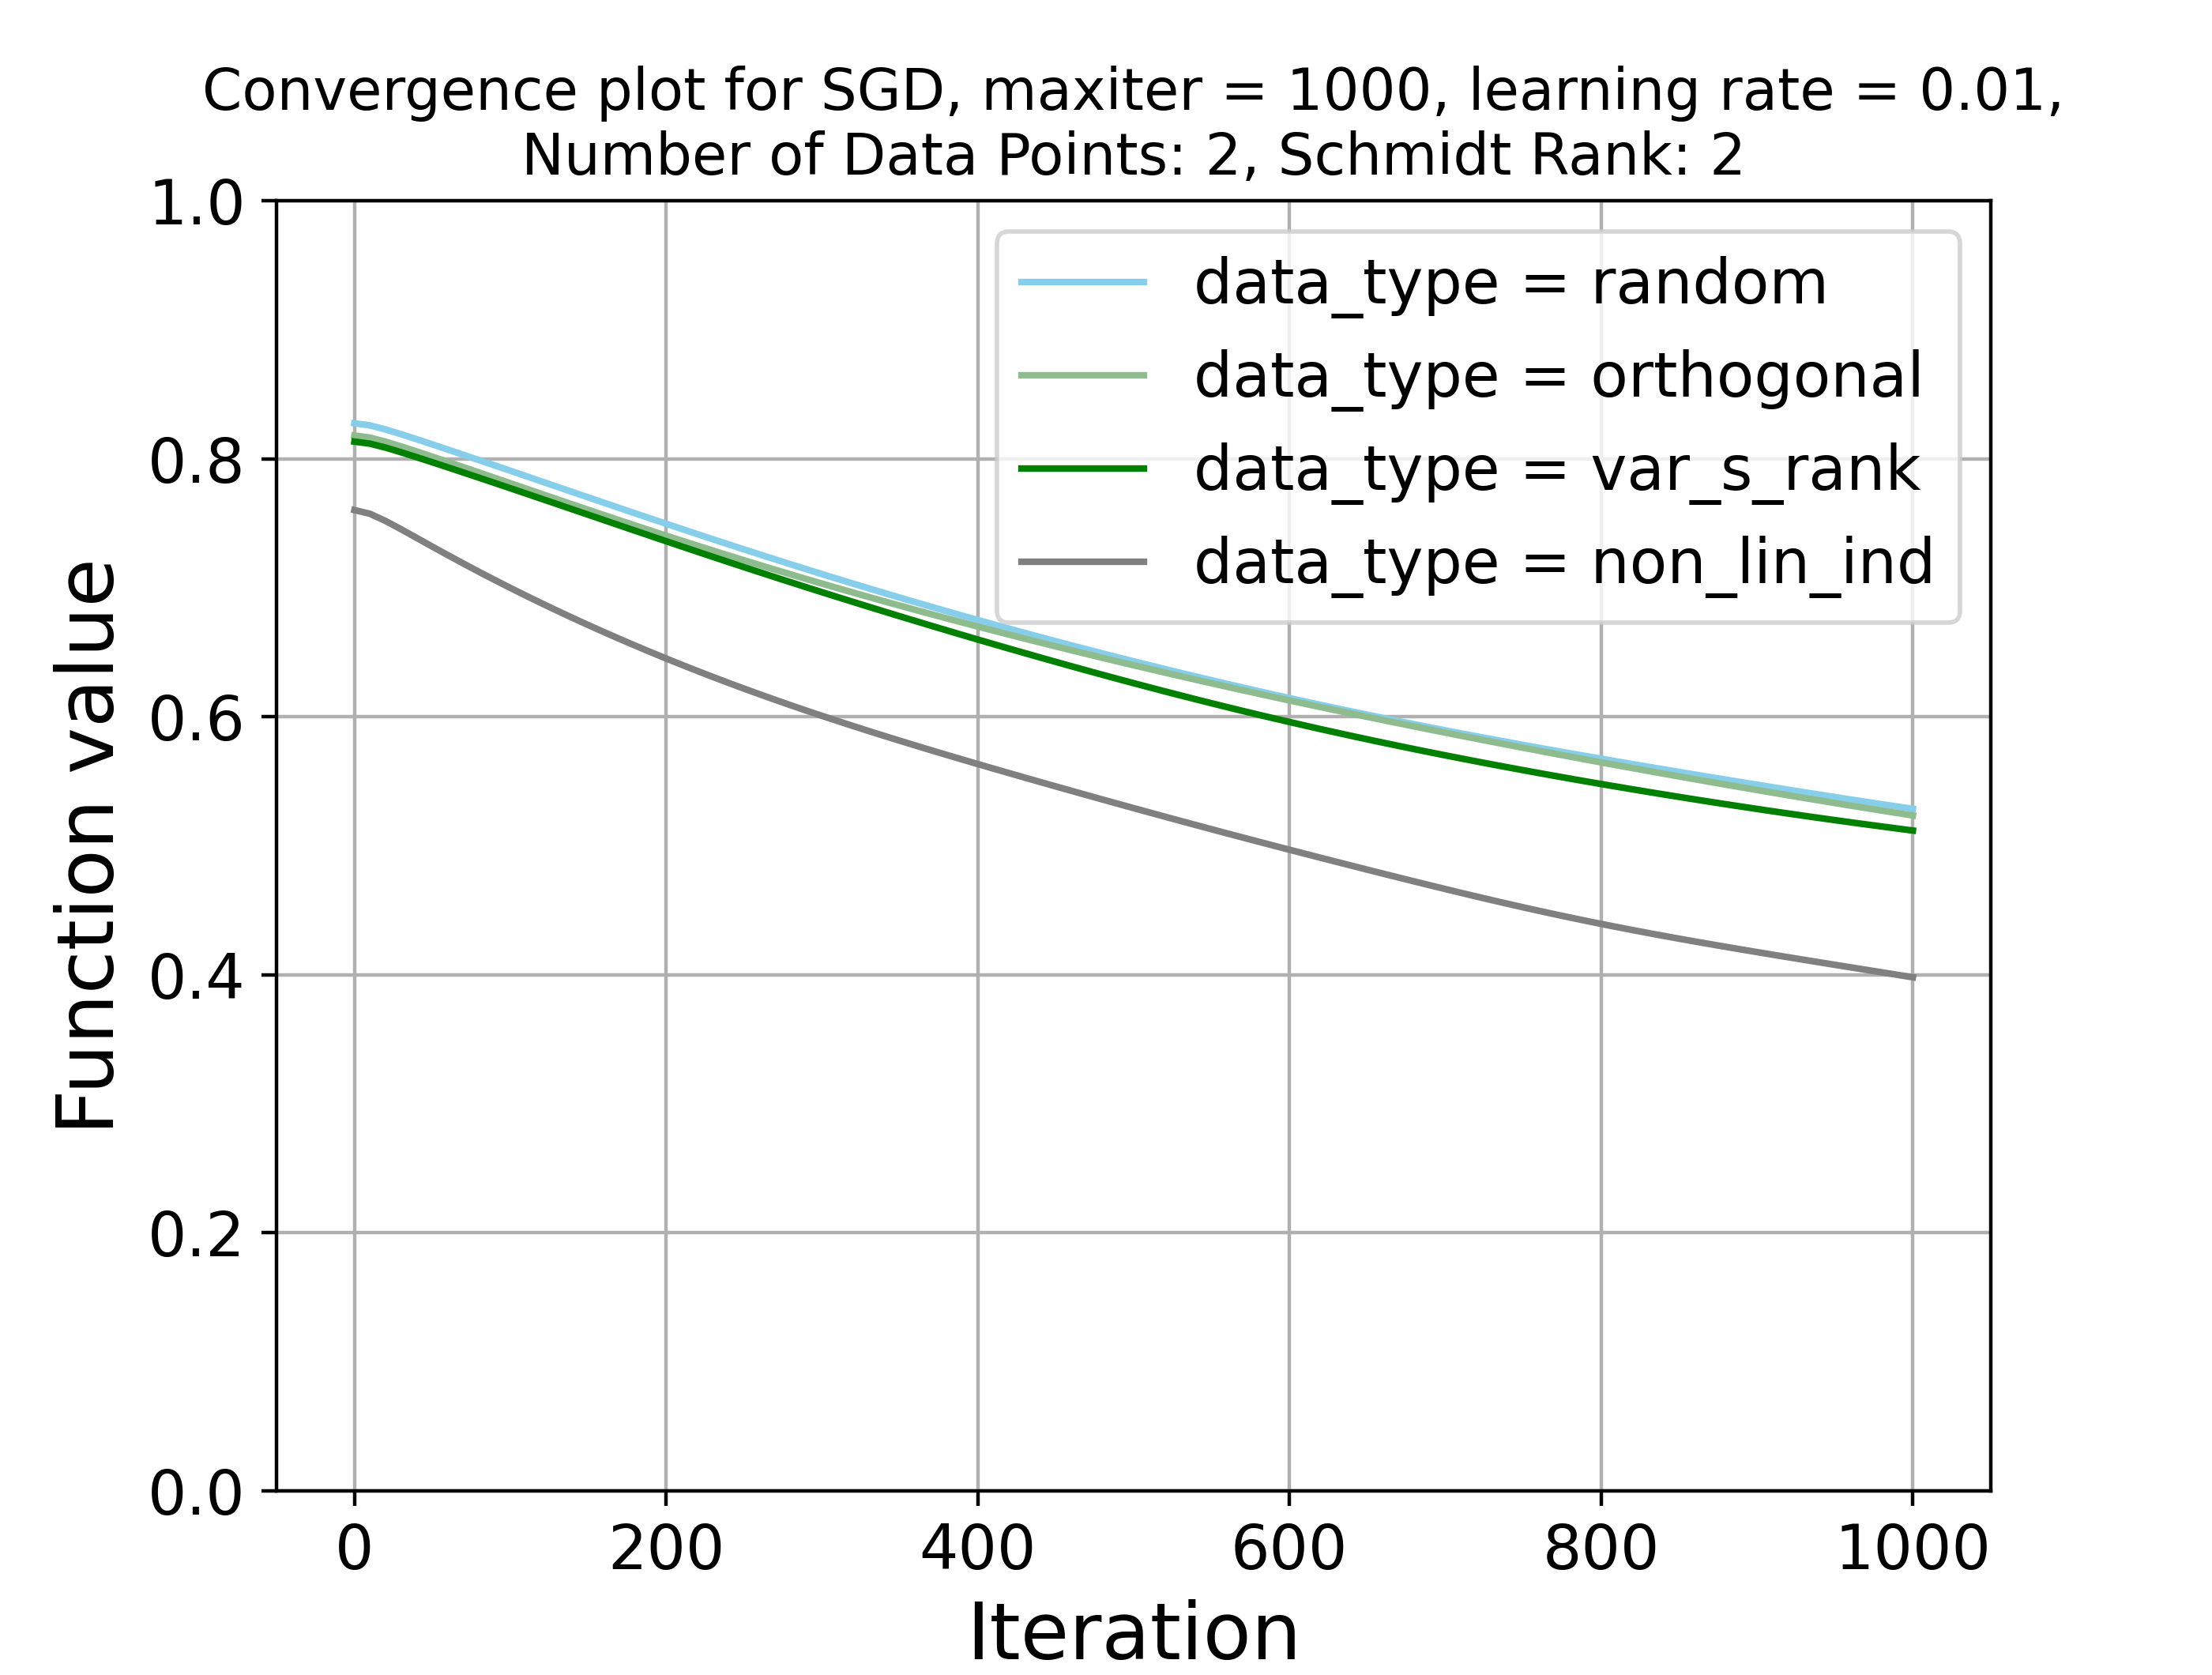 Convergence plot for SGD, maxiter = 1000, learning rate = 0.01,
Number of Data Points: 2, Schmidt Rank: 2
1.0
0.8
0.6
0.4
0.2
0.0
Function value
data_type = random
data_type = orthogonal
data_type = var_s_rank
data_type = non_lin_ind
0 200 400 600 800 1000
Iteration